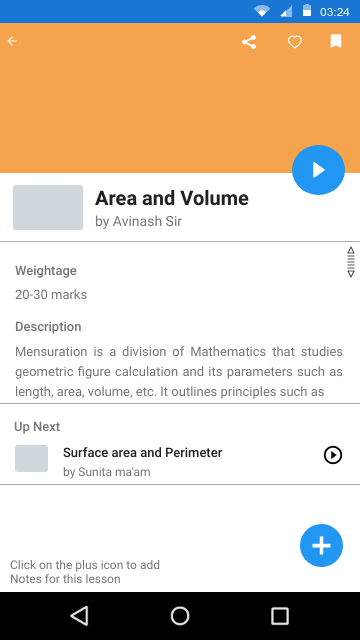 03:24
Area and Volume
by Avinash Sir
Weightage
20-30 marks
Description
Mensuration is a division of Mathematics that studies
geometric figure calculation and its parameters such as
length, area, volume, etc. It outlines principles such as
Up Next
Surface area and Perimeter
by Sunita ma'am
Click on the plus icon to add
Notes for this lesson